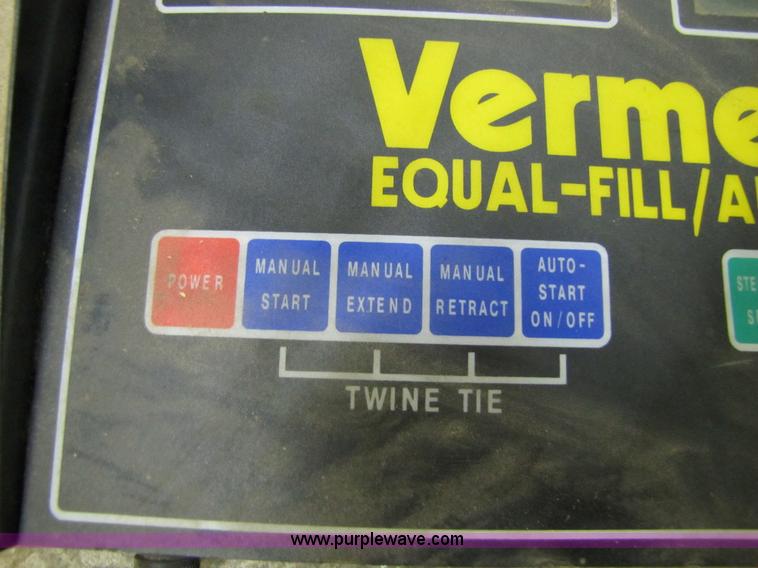 Verme
EQUAL-FILL/A
POWER
MANUAL
START
MANUAL
EXTEND
MANUAL
RETRACT
AUTO-
START
ON/OFF
STE
S
TWINE TIE
www.purplewave.com